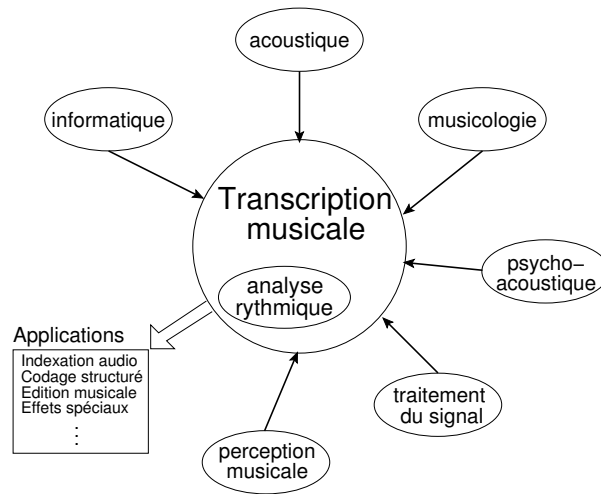 acoustique
informatique
musicologie
Transcription
musicale
psycho-
acoustique
analyse
rythmique
Applications
Indexation audio
Codage structuré
Edition musicale
Effets spéciaux
⋮
traitement
du signal
perception
musicale